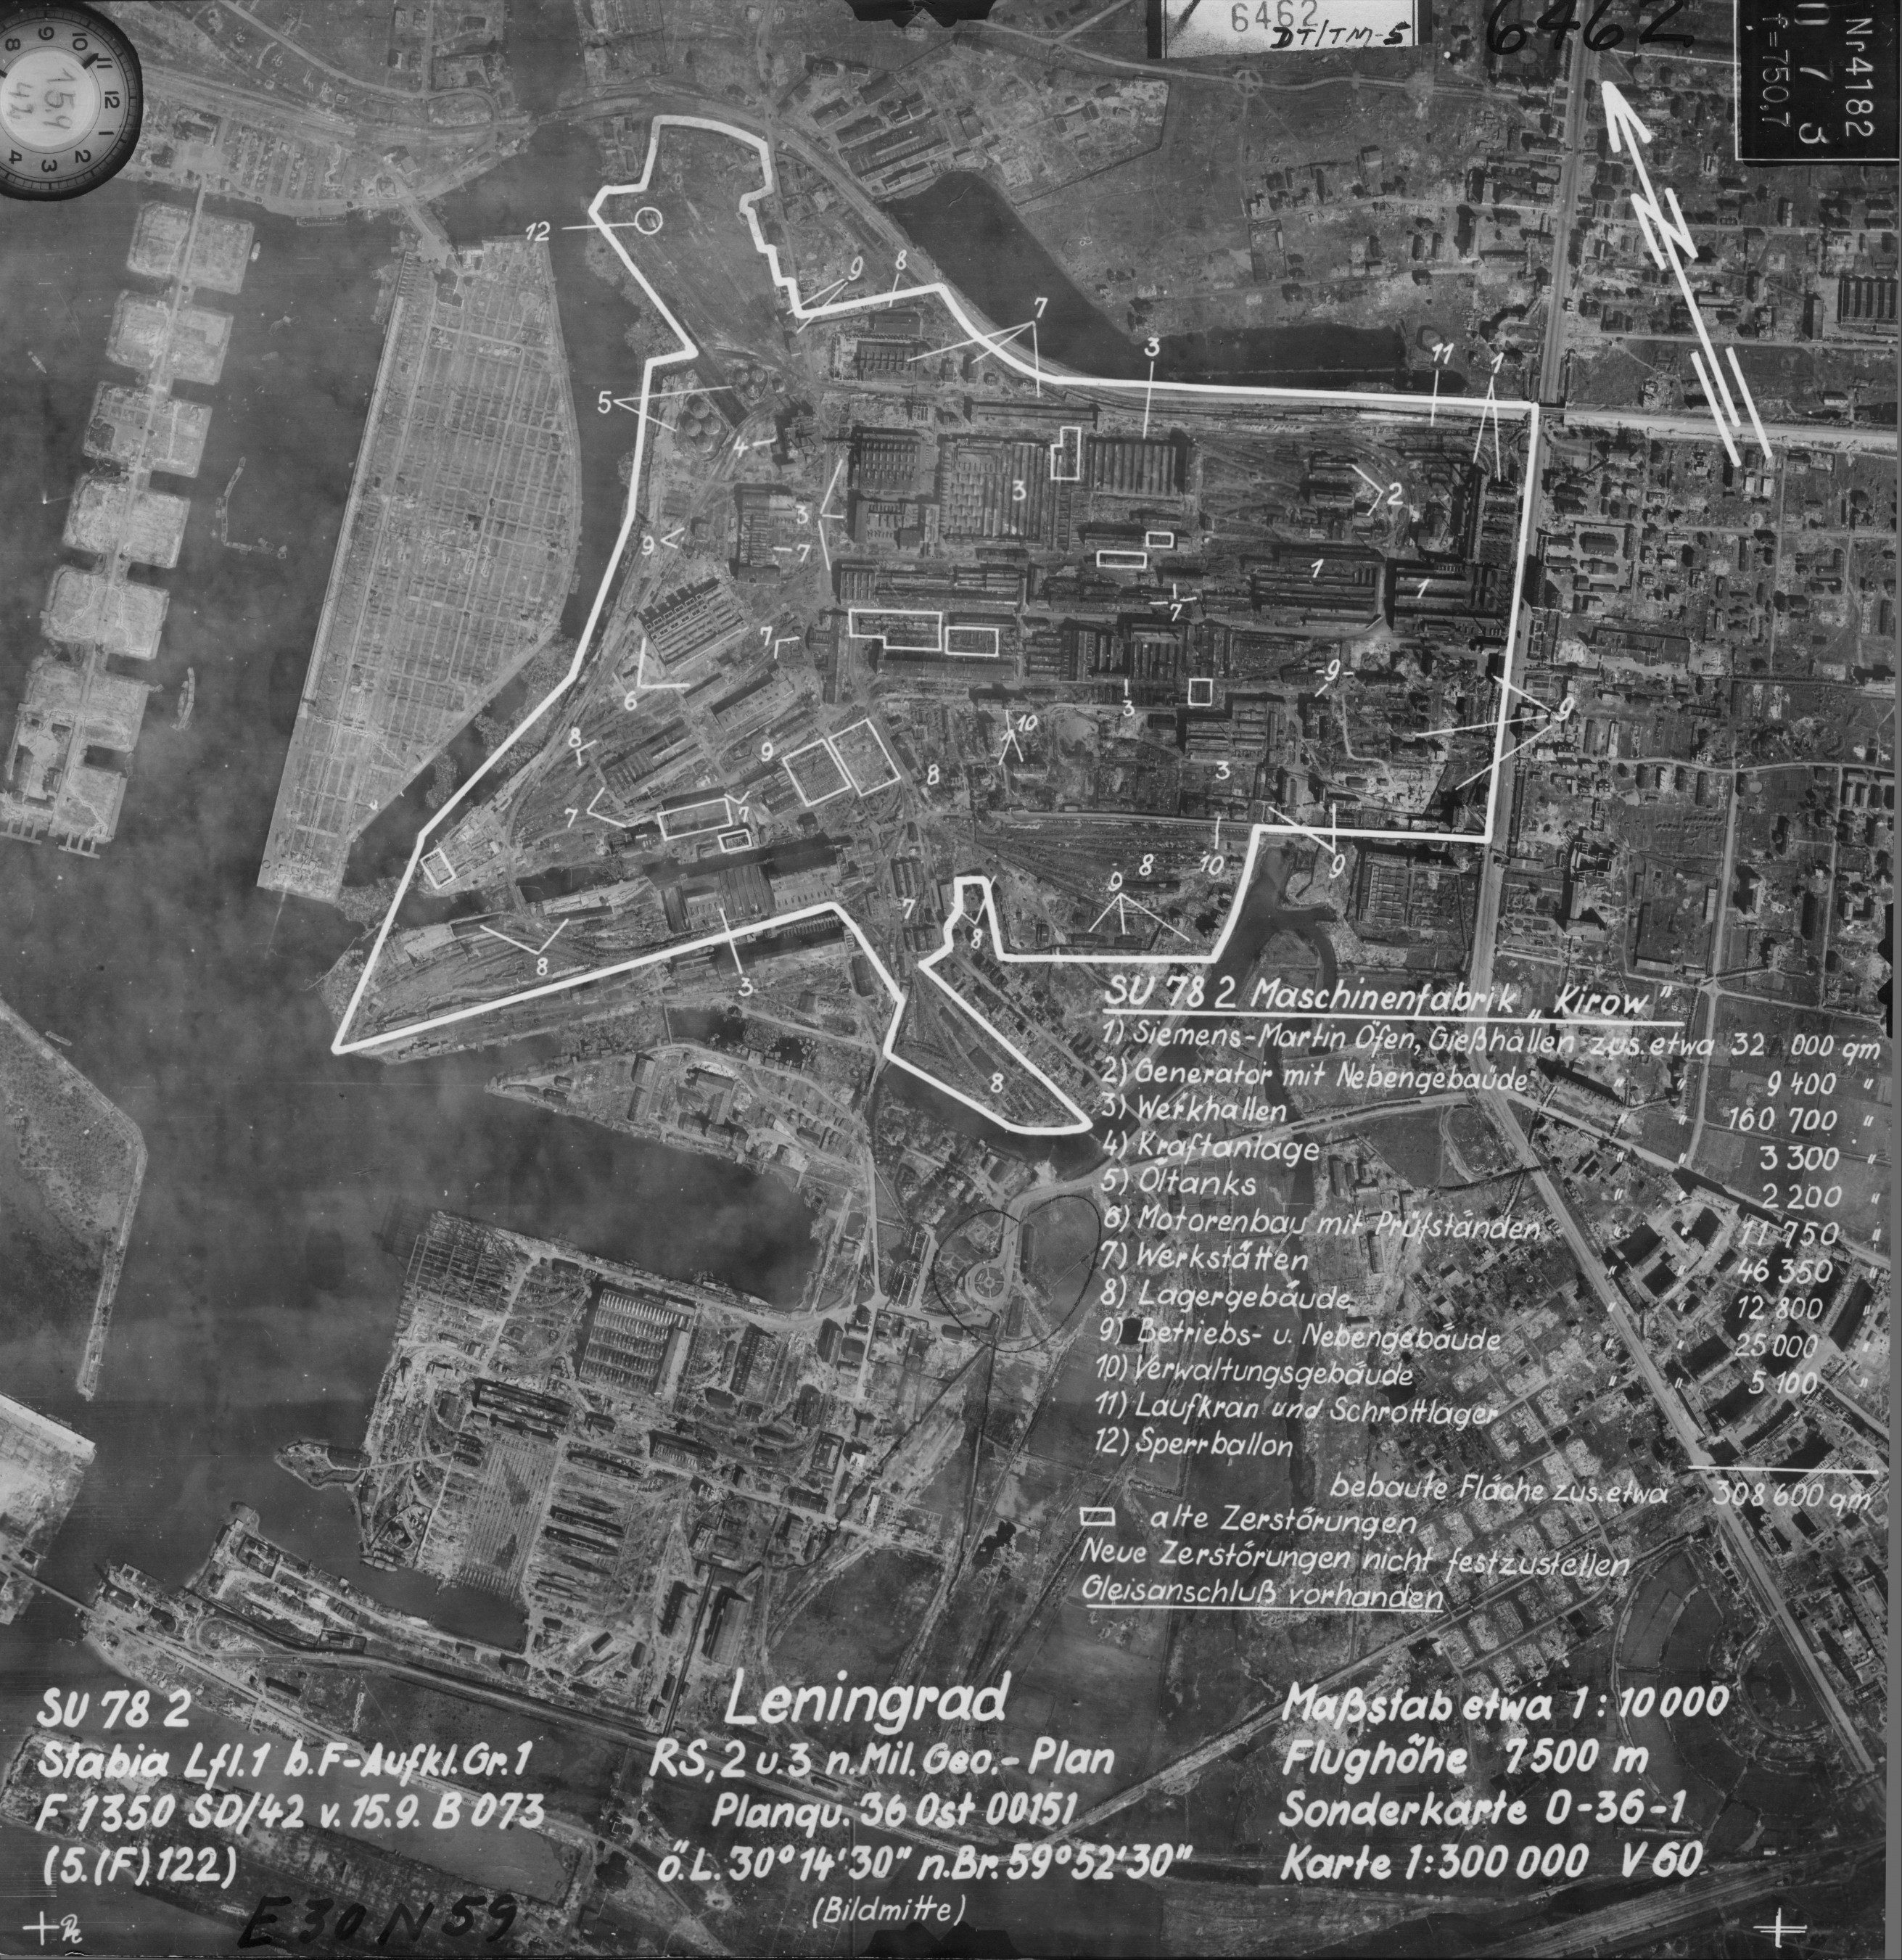 6462
DT/TM-5
6462
Nr4182
0 7 3
f=750,7
15.9
42
12
9
8
7
3
11
1
5
4
3
2
3
9
7
1
1
7
7
6
9
3
9
10
8
9
8
3
7
7
8
10
9
9
7
8
8
3
8
SU 78 2 Maschinenfabrik „Kirow"
1) Siemens-Martin Öfen, Gießhallen zus. etwa 32 000 qm
2) Generator mit Nebengebäude " " 9 400 "
3) Werkhallen " " 160 700 "
4) Kraftanlage " " 3 300 "
5) Öltanks " " 2 200 "
6) Motorenbau mit Prüfständen " " 11 750 "
7) Werkstätten " " 46 350 "
8) Lagergebäude " " 12 800 "
9) Betriebs- u. Nebengebäude " " 25 000 "
10) Verwaltungsgebäude " " 5 100 "
11) Laufkran und Schrottlager
12) Sperrballon
bebaute Fläche zus. etwa 308 600 qm
alte Zerstörungen
Neue Zerstörungen nicht festzustellen
Gleisanschluß vorhanden
SU 78 2
Stabia Lfl.1 b.F-Aufkl.Gr.1
F 1350 SD/42 v. 15.9. B 073
(5.(F)122)
Leningrad
RS,2 u.3 n.Mil.Geo.-Plan
Planqu. 36 Ost 00151
ö.L. 30° 14' 30" n.Br. 59° 52' 30"
(Bildmitte)
Maßstab etwa 1:10000
Flughöhe 7500 m
Sonderkarte O-36-1
Karte 1:300 000 V 60
E30 N59